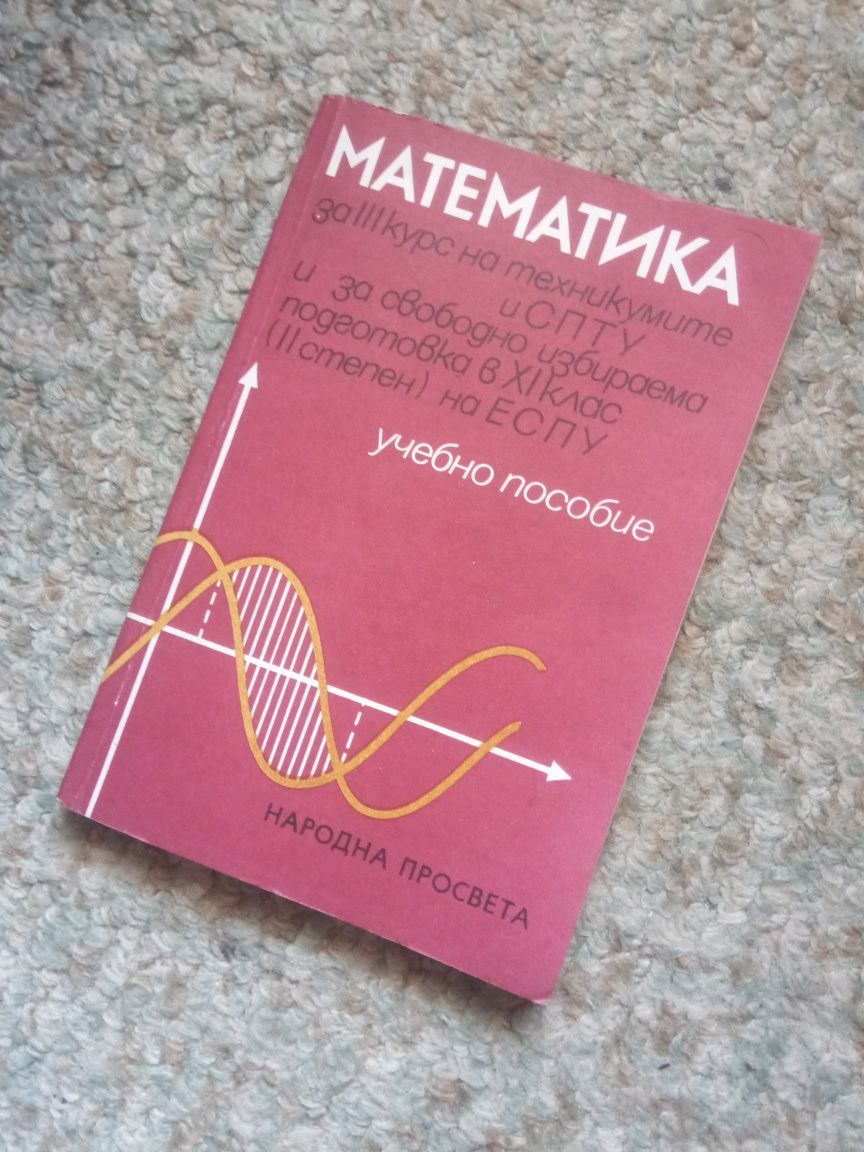 МАТЕМАТИКА
за III курс на техникумите
и СПТУ
и за свободно избираема
подготовка в XI клас
(II степен) на ЕСПУ
учебно пособие
НАРОДНА ПРОСВЕТА